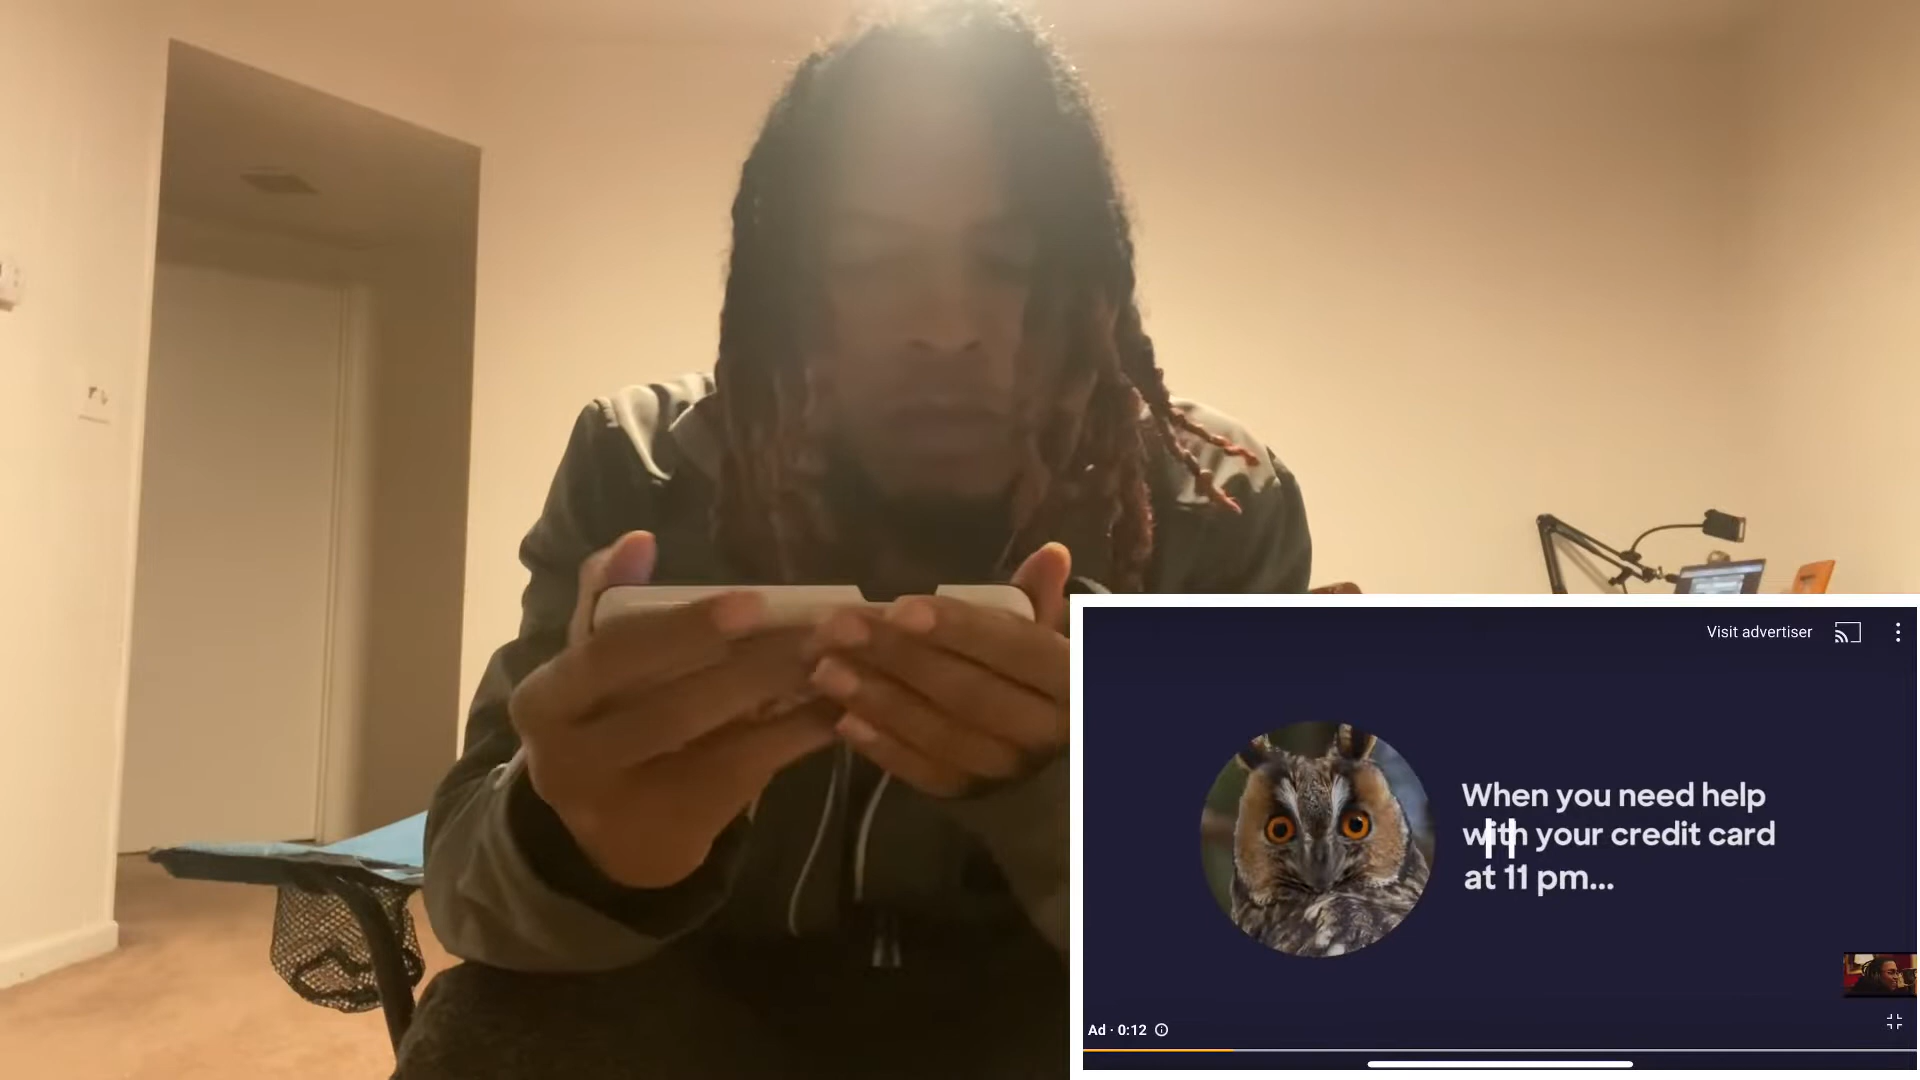 Visit advertiser
When you need help
with your credit card
at 11 pm...
Ad · 0:12